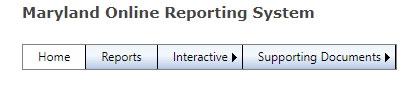 Maryland Online Reporting System
Home Reports Interactive Supporting Documents